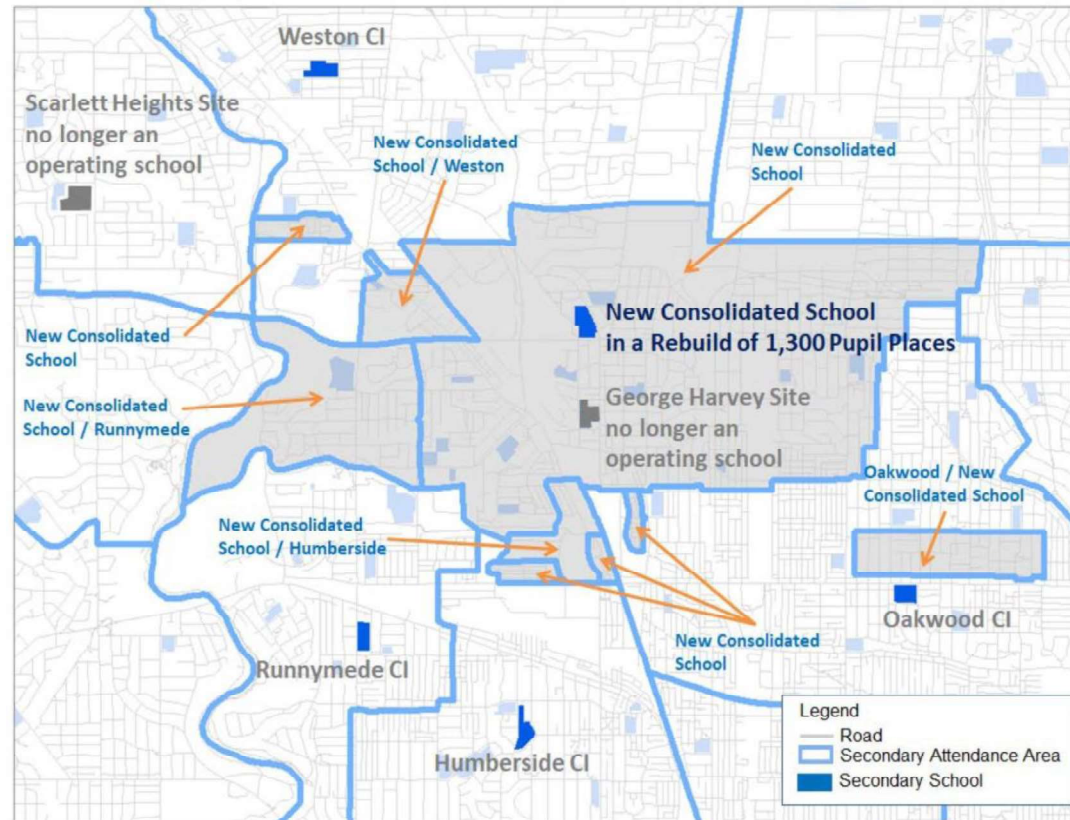 Weston CI
Scarlett Heights Site
no longer an
operating school
New Consolidated
School / Weston
New Consolidated
School
New Consolidated School
in a Rebuild of 1,300 Pupil Places
New Consolidated
School
New Consolidated
School / Runnymede
George Harvey Site
no longer an
operating school
Oakwood / New
Consolidated School
New Consolidated
School / Humberside
Oakwood CI
New Consolidated
School
Runnymede CI
Humberside CI
Legend
Road
Secondary Attendance Area
Secondary School